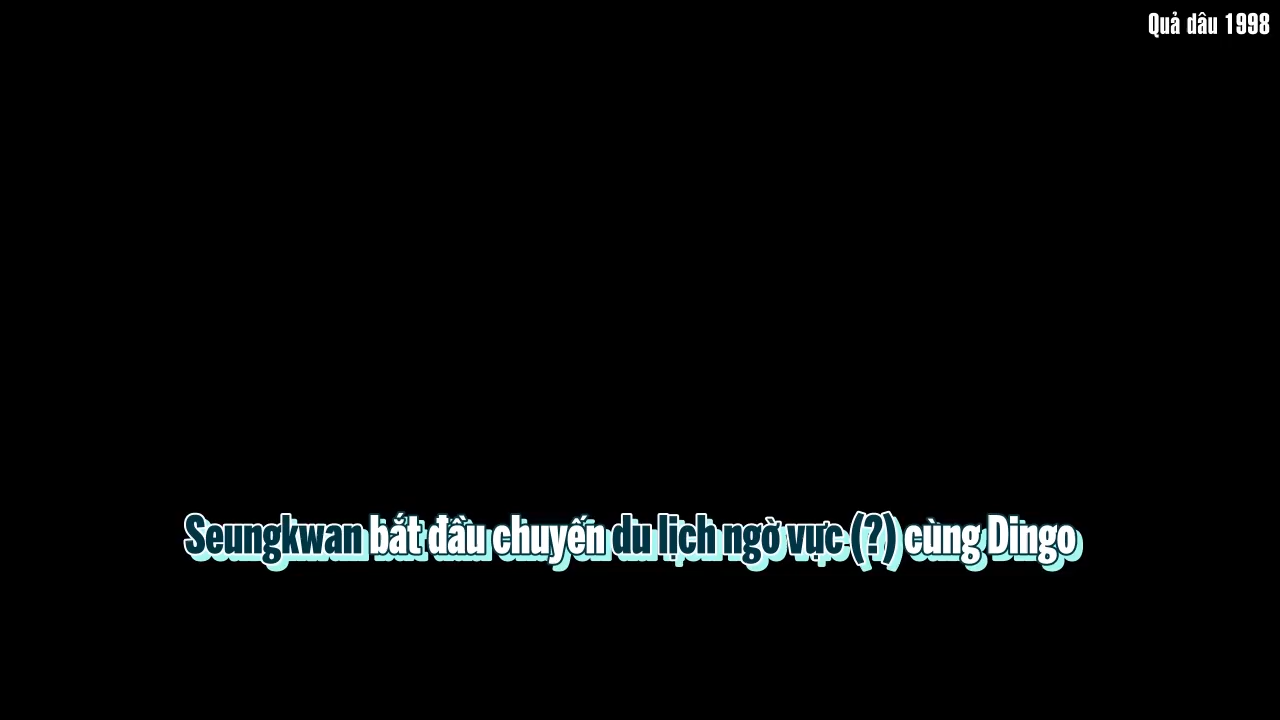 Quả dâu 1998
Seungkwan bắt đầu chuyến du lịch ngờ vực (?) cùng Dingo